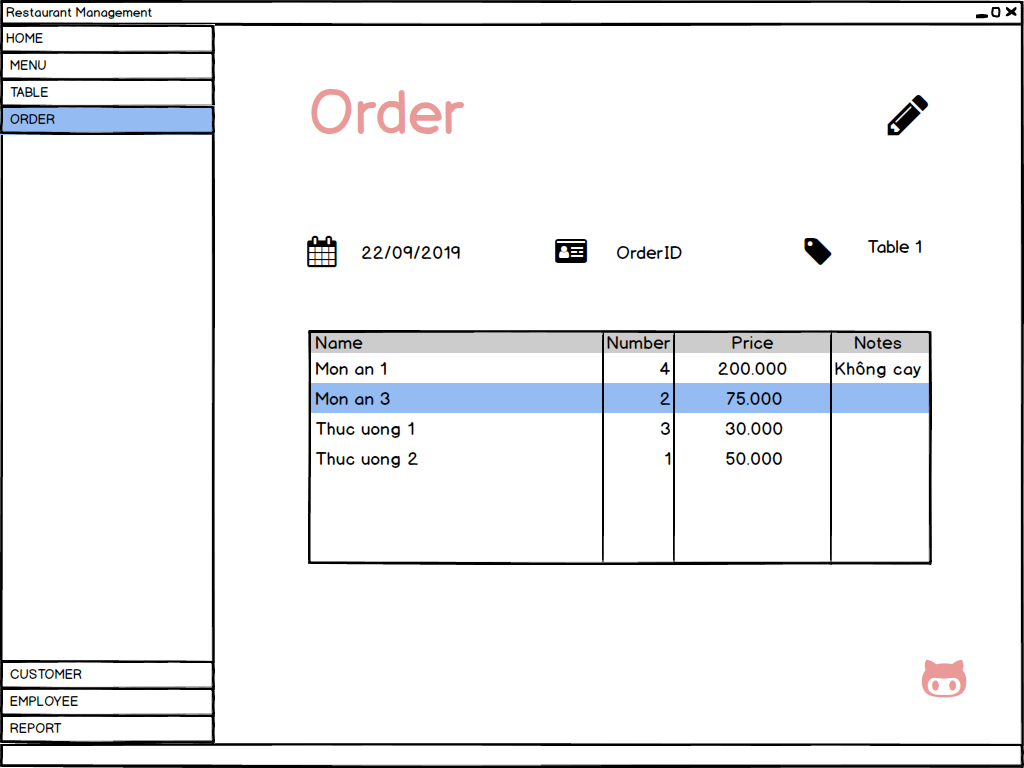 Restaurant Management
HOME
MENU
TABLE
ORDER
CUSTOMER
EMPLOYEE
REPORT
Order
22/09/2019 OrderID Table 1
Name Number Price Notes
Mon an 1 4 200.000 Không cay
Mon an 3 2 75.000
Thuc uong 1 3 30.000
Thuc uong 2 1 50.000